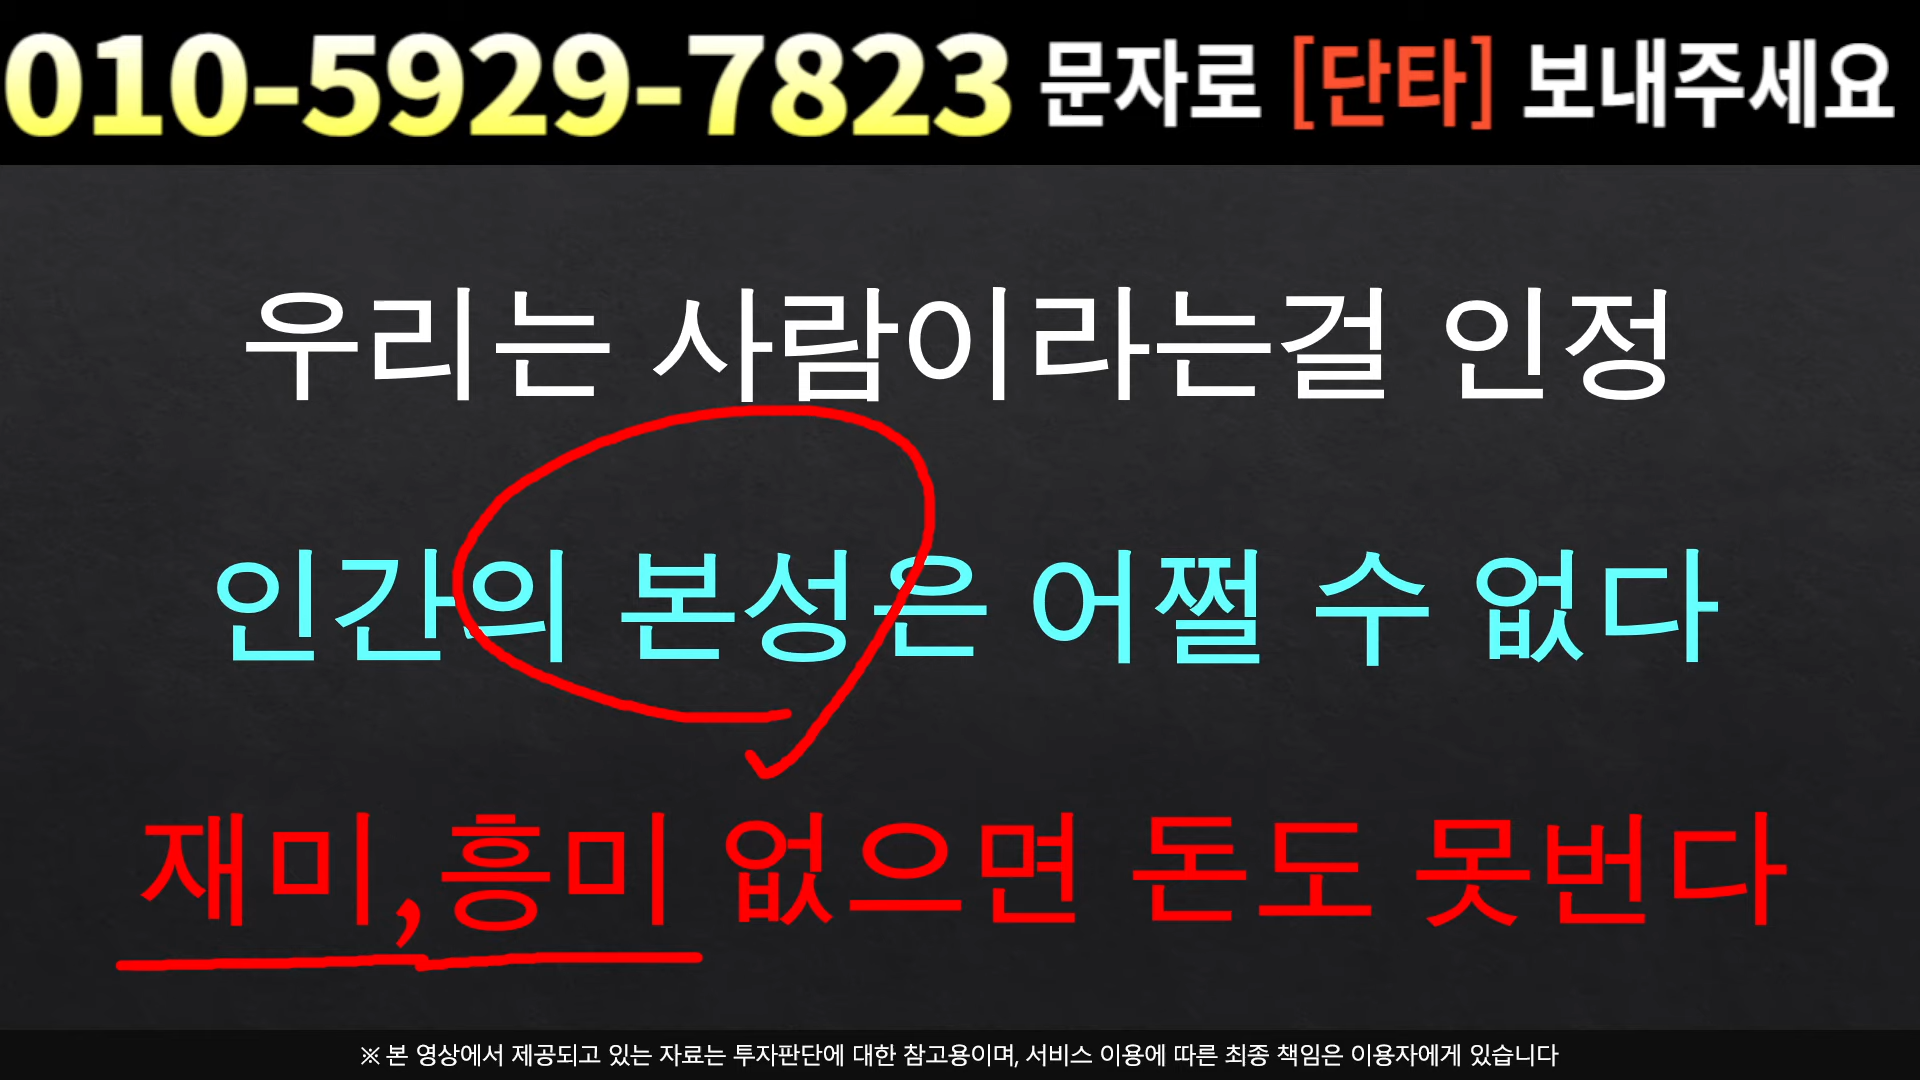 010-5929-7823 문자로 [단타] 보내주세요
우리는 사람이라는걸 인정
인간의 본성은 어쩔 수 없다
재미,흥미 없으면 돈도 못번다
※ 본 영상에서 제공되고 있는 자료는 투자판단에 대한 참고용이며, 서비스 이용에 따른 최종 책임은 이용자에게 있습니다